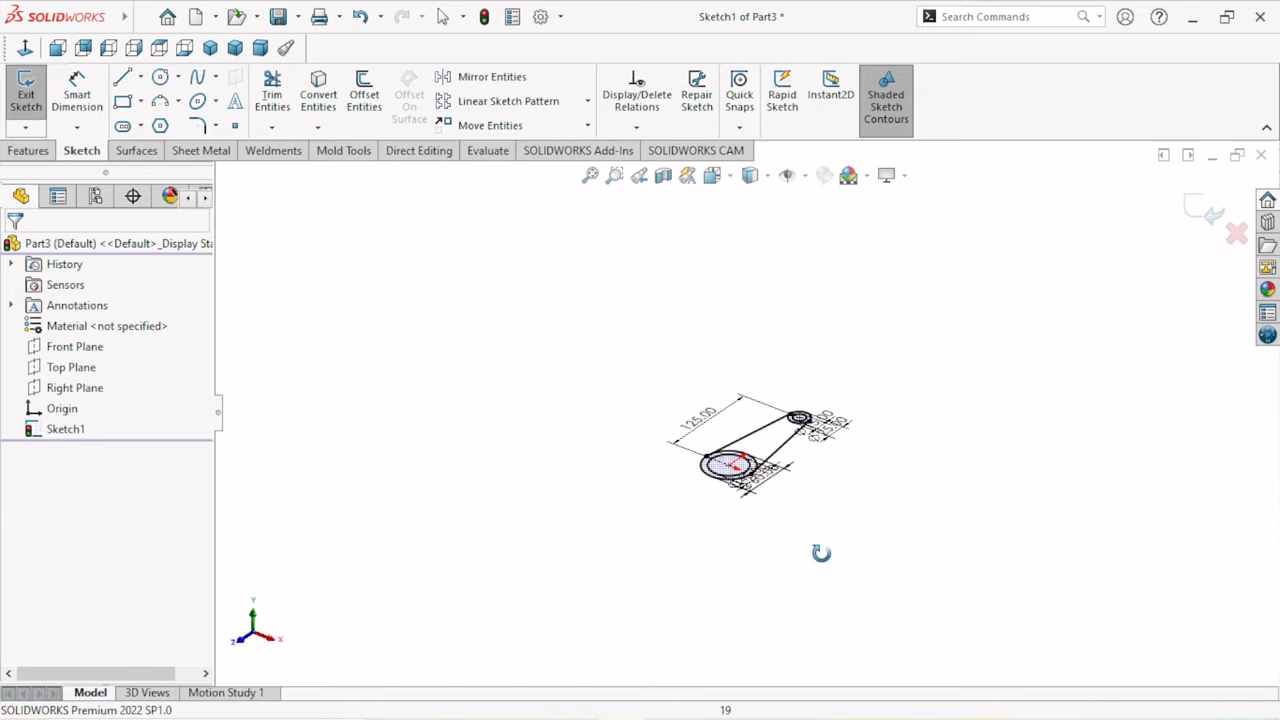 SOLIDWORKS
Sketch1 of Part3 *
Search Commands
Exit Sketch
Smart Dimension
Trim Entities
Convert Entities
Offset Entities
Offset On Surface
Mirror Entities
Linear Sketch Pattern
Move Entities
Display/Delete Relations
Repair Sketch
Quick Snaps
Rapid Sketch
Instant2D
Shaded Sketch Contours
Features
Sketch
Surfaces
Sheet Metal
Weldments
Mold Tools
Direct Editing
Evaluate
SOLIDWORKS Add-Ins
SOLIDWORKS CAM
Part3 (Default) <<Default>_Display Sta
History
Sensors
Annotations
Material <not specified>
Front Plane
Top Plane
Right Plane
Origin
Sketch1
125.00
Y
Z
X
Model
3D Views
Motion Study 1
SOLIDWORKS Premium 2022 SP1.0
19